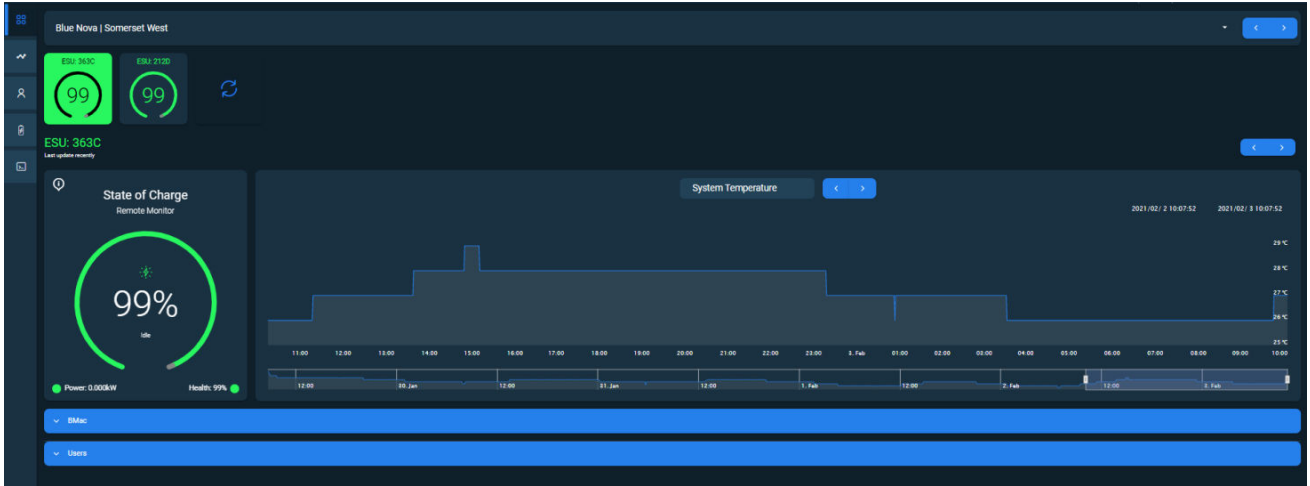 Blue Nova | Somerset West
ESU: 363C
99
ESU: 212D
99
ESU: 363C
Last update recently
State of Charge
Remote Monitor
99%
Idle
Power: 0.000kW
Health: 99%
System Temperature
2021/02/ 2 10:07:52 2021/02/ 3 10:07:52
29 ℃
28 ℃
27 ℃
26 ℃
25 ℃
11:00 12:00 13:00 14:00 15:00 16:00 17:00 18:00 19:00 20:00 21:00 22:00 23:00 3. Feb 01:00 02:00 03:00 04:00 05:00 06:00 07:00 08:00 09:00 10:00
12:00 30. Jan 12:00 31. Jan 12:00 1. Feb 12:00 2. Feb 12:00 3. Feb
BMac
Users